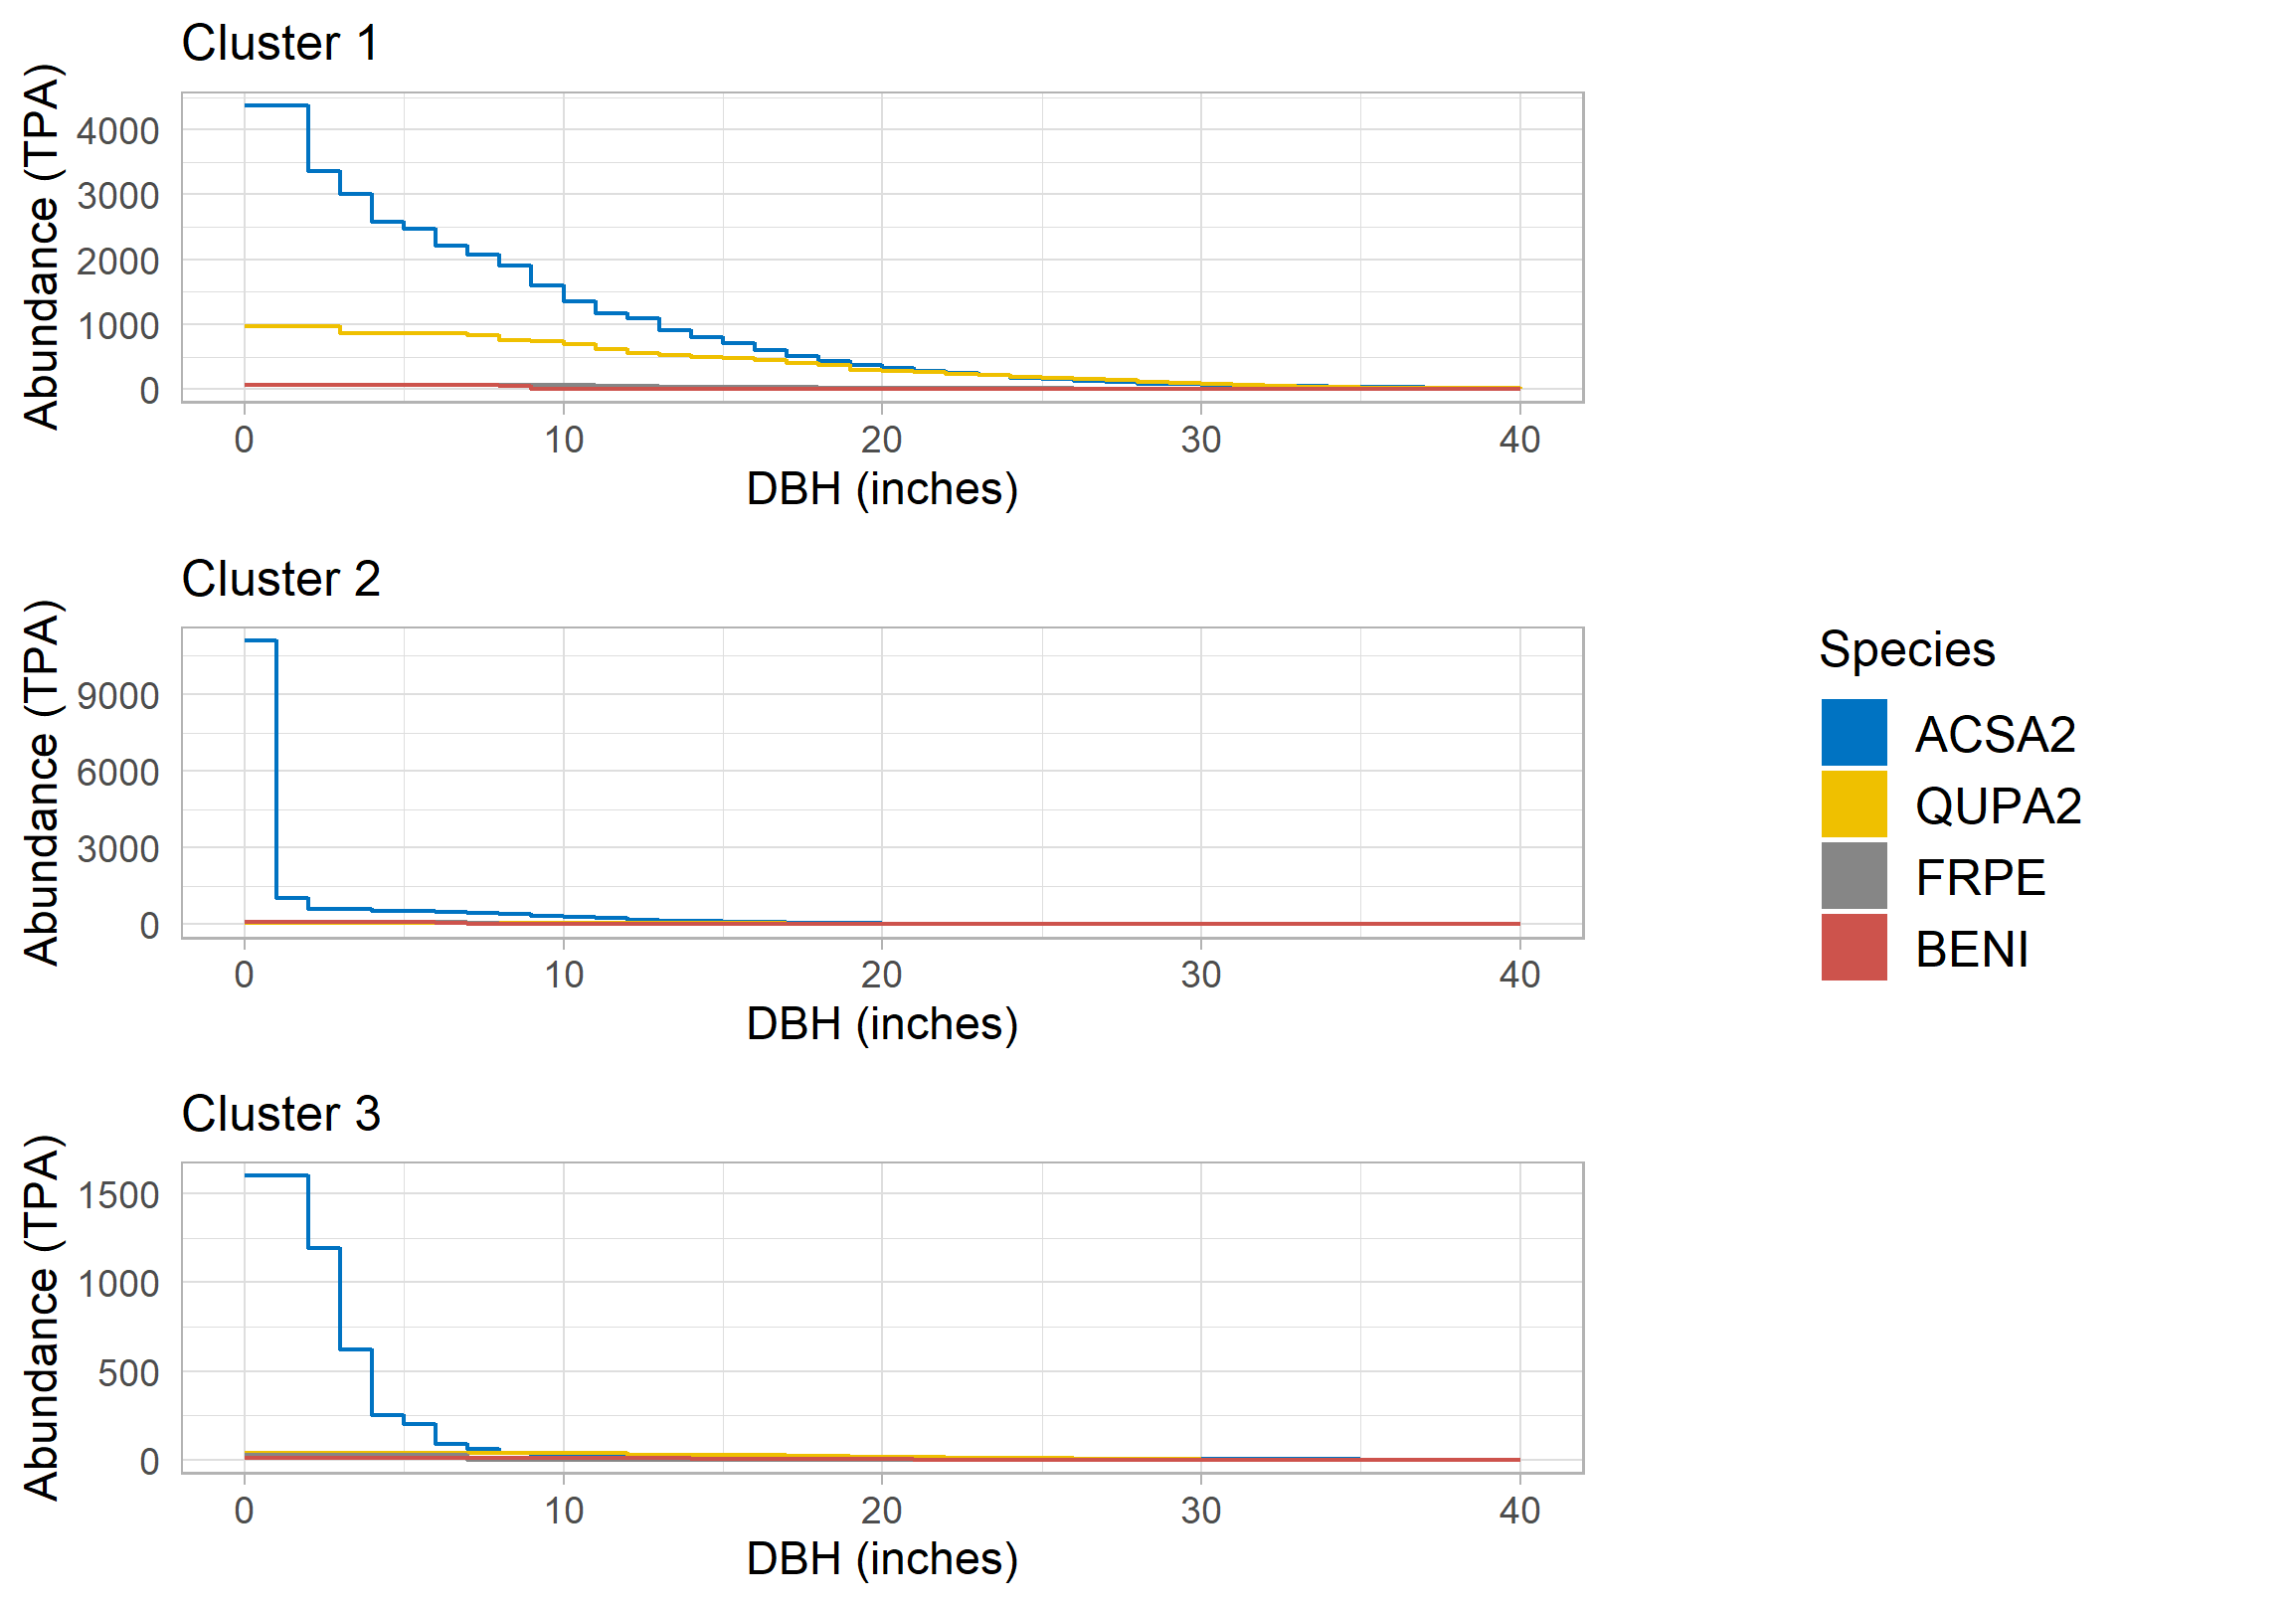 Cluster 1
Abundance (TPA)
4000
3000
2000
1000
0
0 10 20 30 40
DBH (inches)
Cluster 2
Abundance (TPA)
9000
6000
3000
0
0 10 20 30 40
DBH (inches)
Species
ACSA2
QUPA2
FRPE
BENI
Cluster 3
Abundance (TPA)
1500
1000
500
0
0 10 20 30 40
DBH (inches)